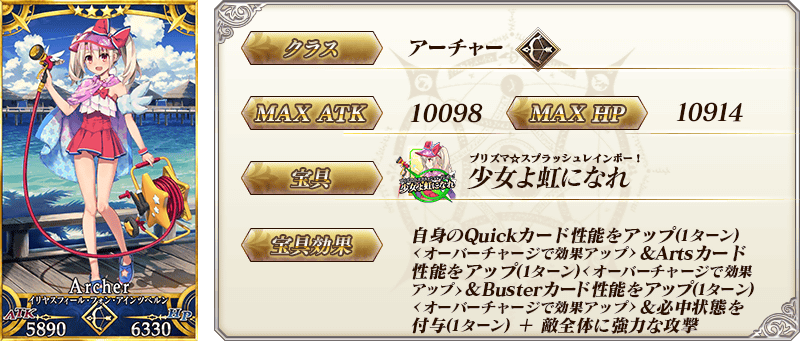 Archer
イリヤスフィール・フォン・アインツベルン
ATK
HP
5890
6330
クラス
アーチャー
MAX ATK
10098
MAX HP
10914
宝具
少女よ虹になれ
プリズマ☆スプラッシュレインボー！
少女よ虹になれ
宝具効果
自身のQuickカード性能をアップ(1ターン)
〈オーバーチャージで効果アップ〉&Artsカード
性能をアップ(1ターン)〈オーバーチャージで効果
アップ〉&Busterカード性能をアップ(1ターン)
〈オーバーチャージで効果アップ〉&必中状態を
付与(1ターン) ＋ 敵全体に強力な攻撃